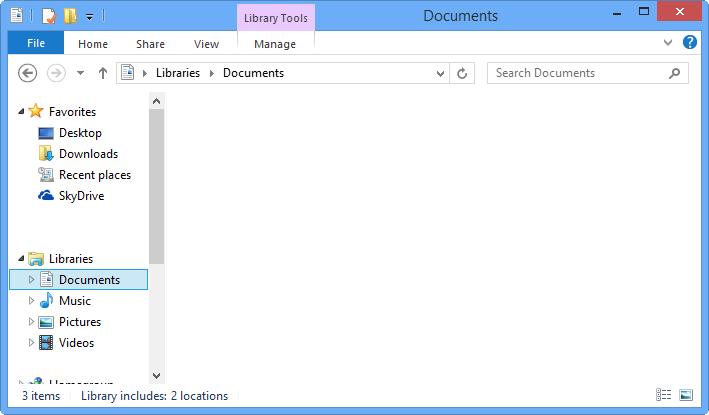 Library Tools
Documents
File Home Share View Manage
Libraries Documents
Search Documents
Favorites
Desktop
Downloads
Recent places
SkyDrive
Libraries
Documents
Music
Pictures
Videos
Homegroup
3 items Library includes: 2 locations